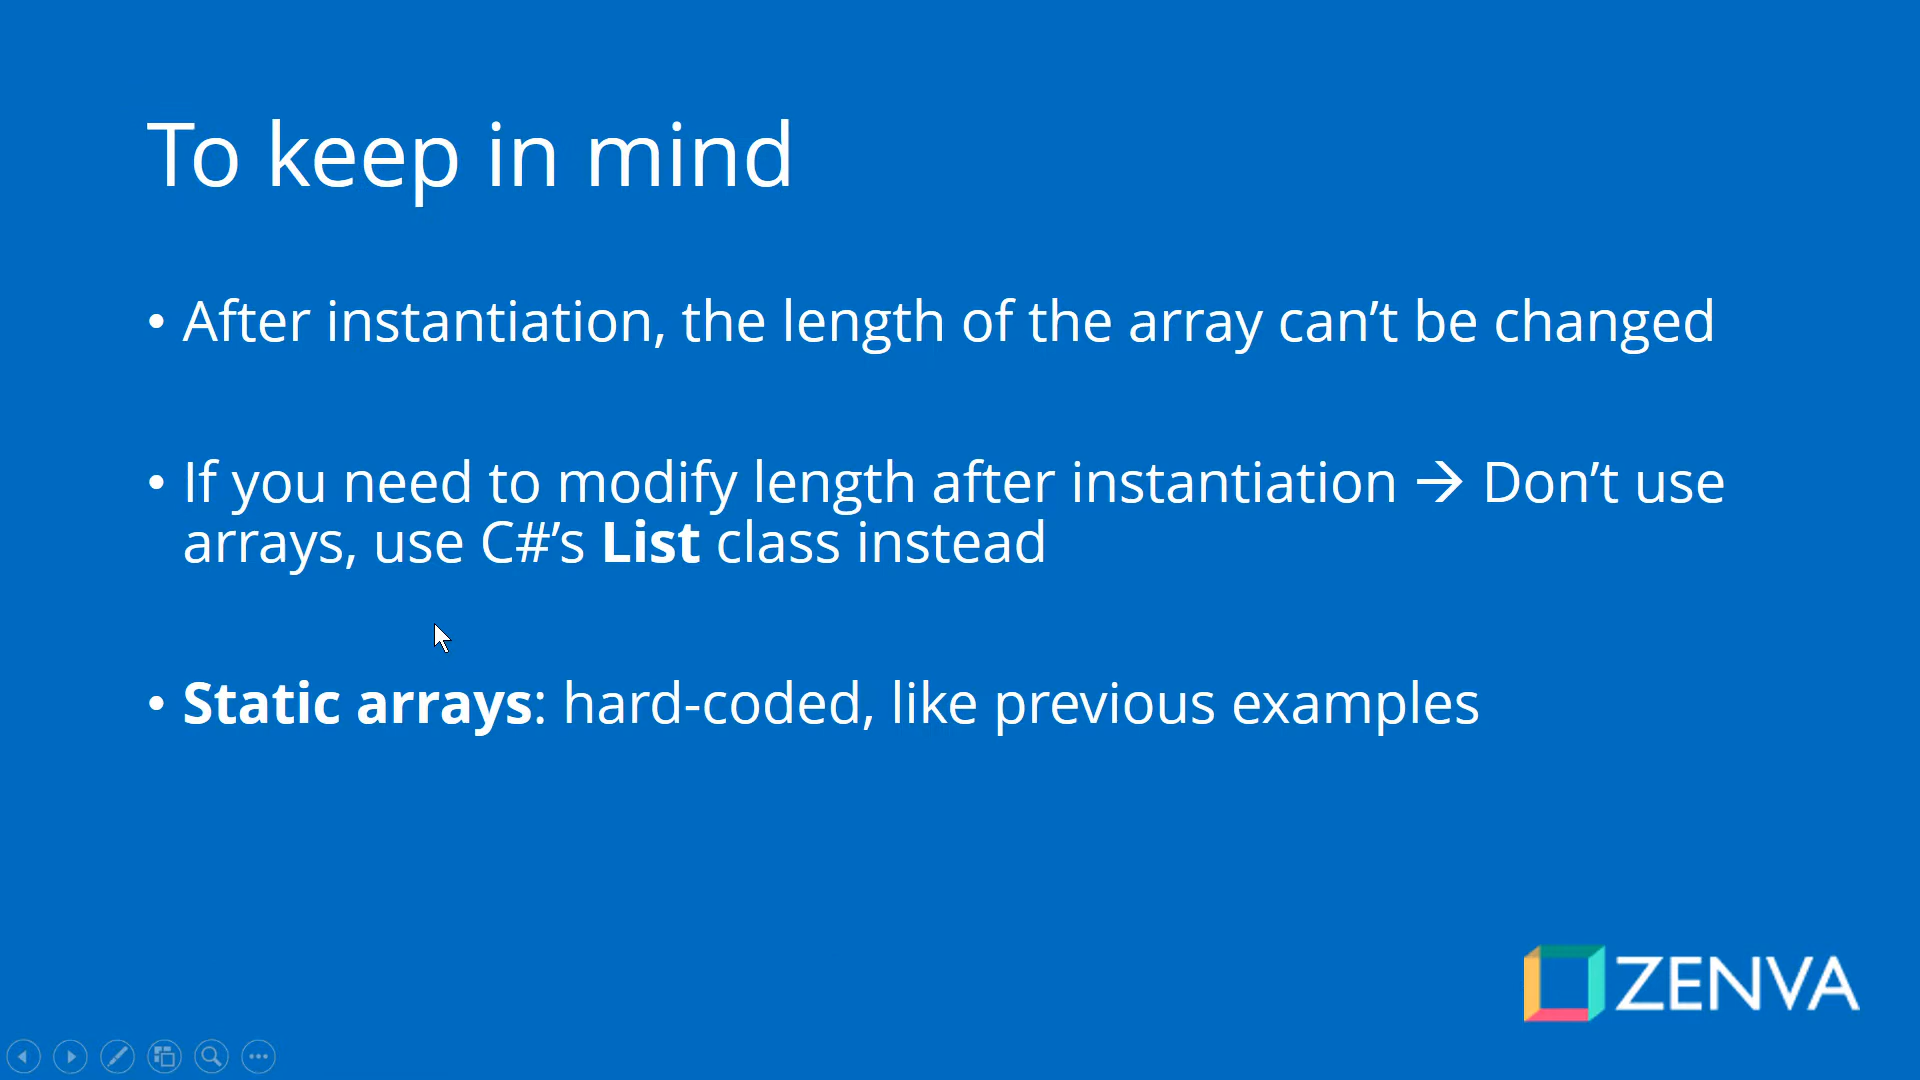 To keep in mind
• After instantiation, the length of the array can’t be changed
• If you need to modify length after instantiation → Don’t use
arrays, use C#’s List class instead
• Static arrays: hard-coded, like previous examples
ZENVA